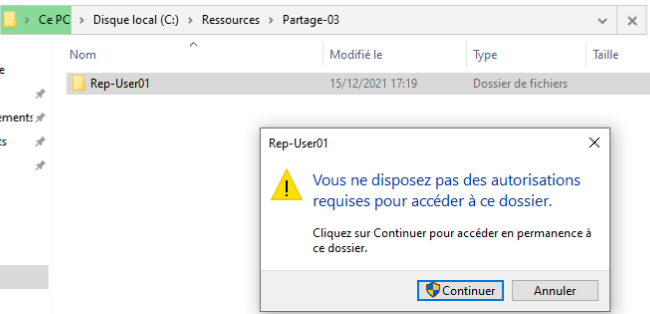 Ce PC > Disque local (C:) > Ressources > Partage-03
Nom Modifié le Type Taille
e
Rep-User01 15/12/2021 17:19 Dossier de fichiers
ements
ts
Rep-User01
Vous ne disposez pas des autorisations
requises pour accéder à ce dossier.
Cliquez sur Continuer pour accéder en permanence à
ce dossier.
Continuer Annuler